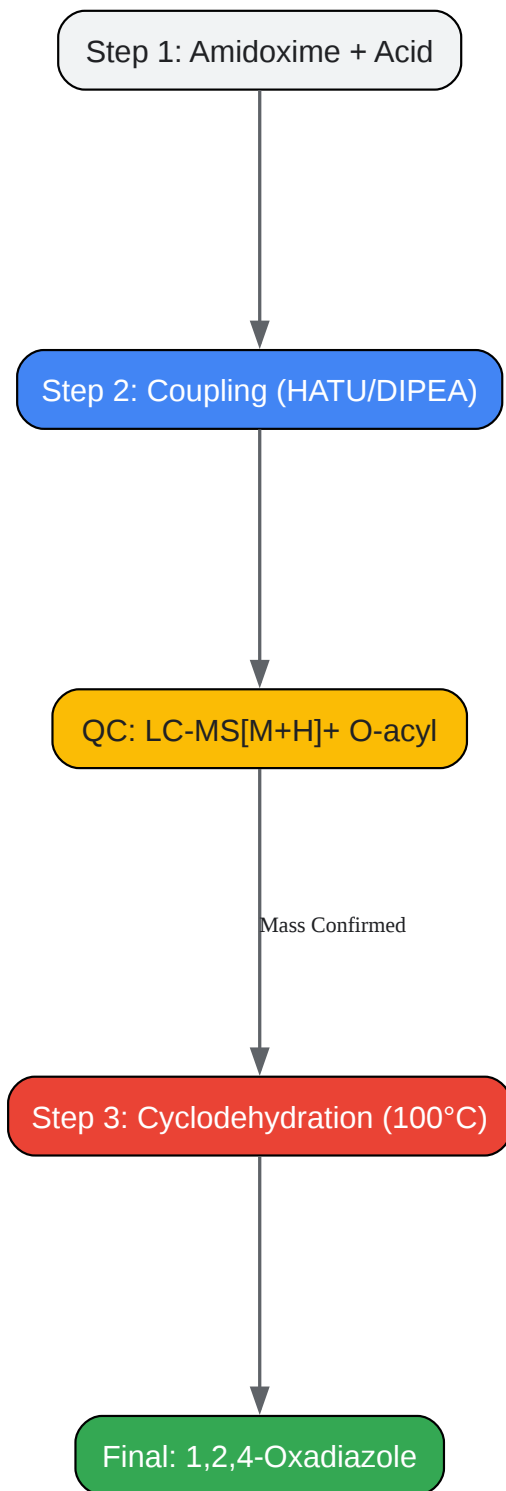 Step 1: Amidoxime + Acid
Step 2: Coupling (HATU/DIPEA)
QC: LC-MS[M+H]+ O-acyl
Mass Confirmed
Step 3: Cyclodehydration (100°C)
Final: 1,2,4-Oxadiazole